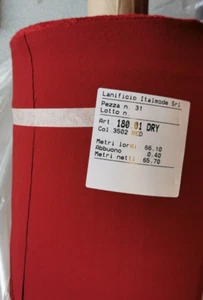 Lanificio Italmode Srl
Pezza n. 31
Lotto n.
Art 180 01 DRY
Col 3502 RED
Metri lordi 66.10
Abbuono 0.40
Metri netti 65.70